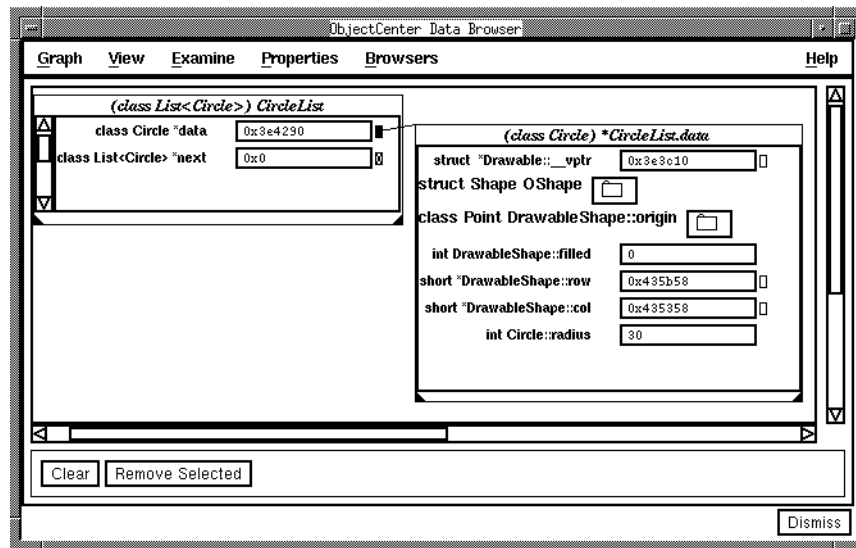 ObjectCenter Data Browser
Graph View Examine Properties Browsers Help
(class List<Circle>) CircleList
class Circle *data 0x3e4290
class List<Circle> *next 0x0
(class Circle) *CircleList.data
struct *Drawable::__vptr 0x3e3c10
struct Shape OShape
class Point DrawableShape::origin
int DrawableShape::filled 0
short *DrawableShape::row 0x435b58
short *DrawableShape::col 0x435358
int Circle::radius 30
Clear Remove Selected
Dismiss